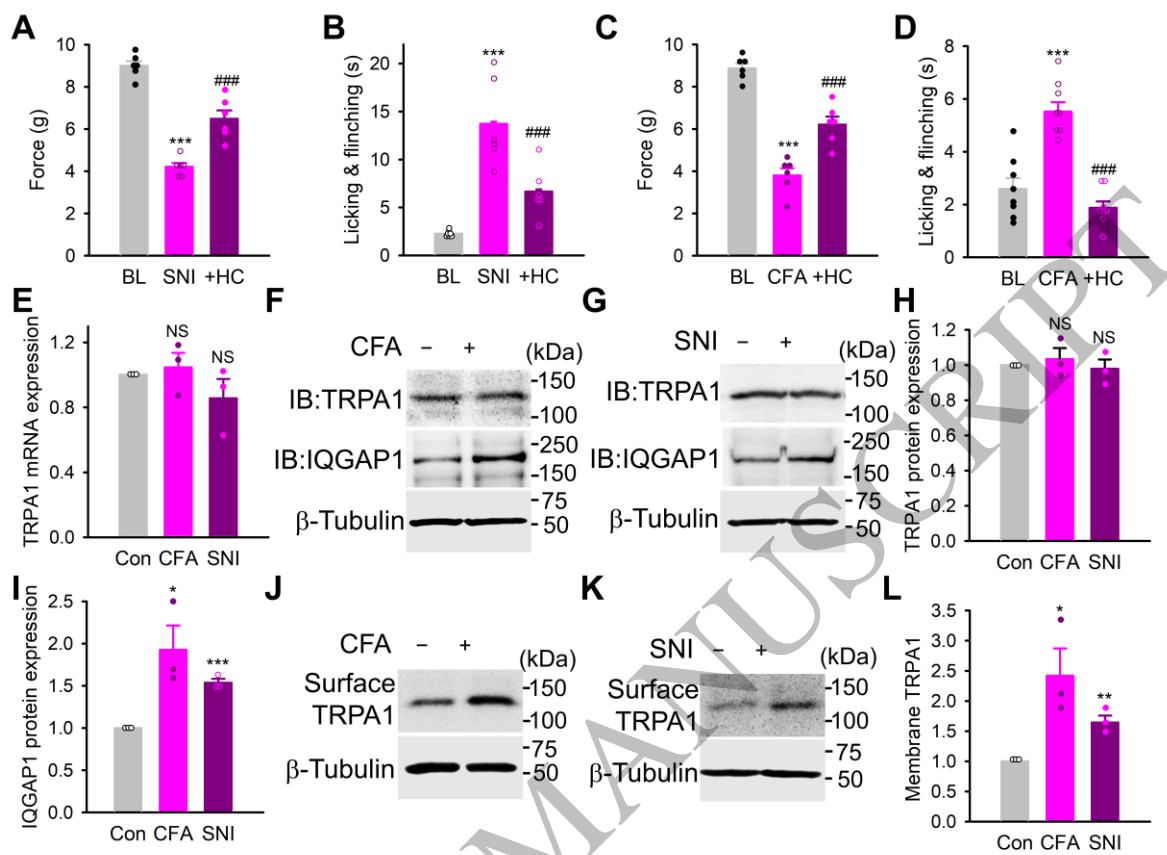 A
Force (g)
10
8
6
4
2
0
***
###
BL SNI +HC
B
Licking & flinching (s)
20
15
10
5
0
***
###
BL SNI +HC
C
Force (g)
10
8
6
4
2
0
***
###
BL CFA +HC
D
Licking & flinching (s)
8
6
4
2
0
***
###
BL CFA +HC
E
TRPA1 mRNA expression
1.2
0.8
0.4
0.0
NS
NS
Con CFA SNI
F
CFA
– +
(kDa)
IB:TRPA1
-150
-100
IB:IQGAP1
-250
-150
β-Tubulin
-75
-50
G
SNI
– +
(kDa)
IB:TRPA1
-150
-100
IB:IQGAP1
-250
-150
β-Tubulin
-75
-50
H
TRPA1 protein expression
1.2
1.0
0.8
0.6
0.4
0.2
0.0
NS
NS
Con CFA SNI
I
IQGAP1 protein expression
2.5
2.0
1.5
1.0
0.5
0.0
*
***
Con CFA SNI
J
CFA
– +
(kDa)
Surface
TRPA1
-150
-100
β-Tubulin
-75
-50
K
SNI
– +
(kDa)
Surface
TRPA1
-150
-100
β-Tubulin
-75
-50
L
Membrane TRPA1
3.5
3.0
2.5
2.0
1.5
1.0
0.5
0.0
*
**
Con CFA SNI
MANUSCRIPT